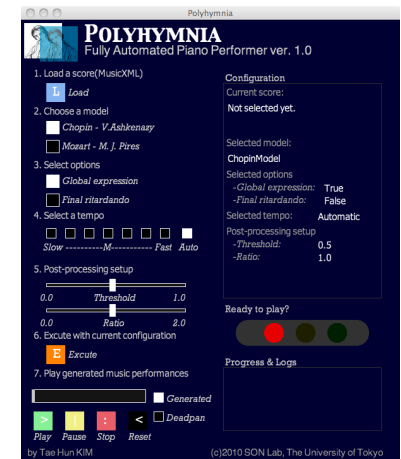 Polyhymnia
POLYHYMNIA
Fully Automated Piano
Performer ver. 1.0
1. Load a score(MusicXML)
L Load
2. Choose a model
Chopin - V.Ashkenazy
Mozart - M. J. Pires
3. Select options
Global expression
Final ritardando
4. Select a tempo
Slow ----------M----------- Fast Auto
5. Post-processing setup
0.0 Threshold 1.0
0.0 Ratio 2.0
6. Excute with current configuration
E Excute
7. Play generated music performances
Generated
Deadpan
> | : <
Play Pause Stop Reset
Configuration
Current score:
Not selected yet.
Selected model:
ChopinModel
Selected options
-Global expression: True
-Final ritardando: False
Selected tempo: Automatic
Post-processing setup
-Threshold: 0.5
-Ratio: 1.0
Ready to play?
Progress & Logs
by Tae Hun KIM (c)2010 SON Lab, The University of Tokyo